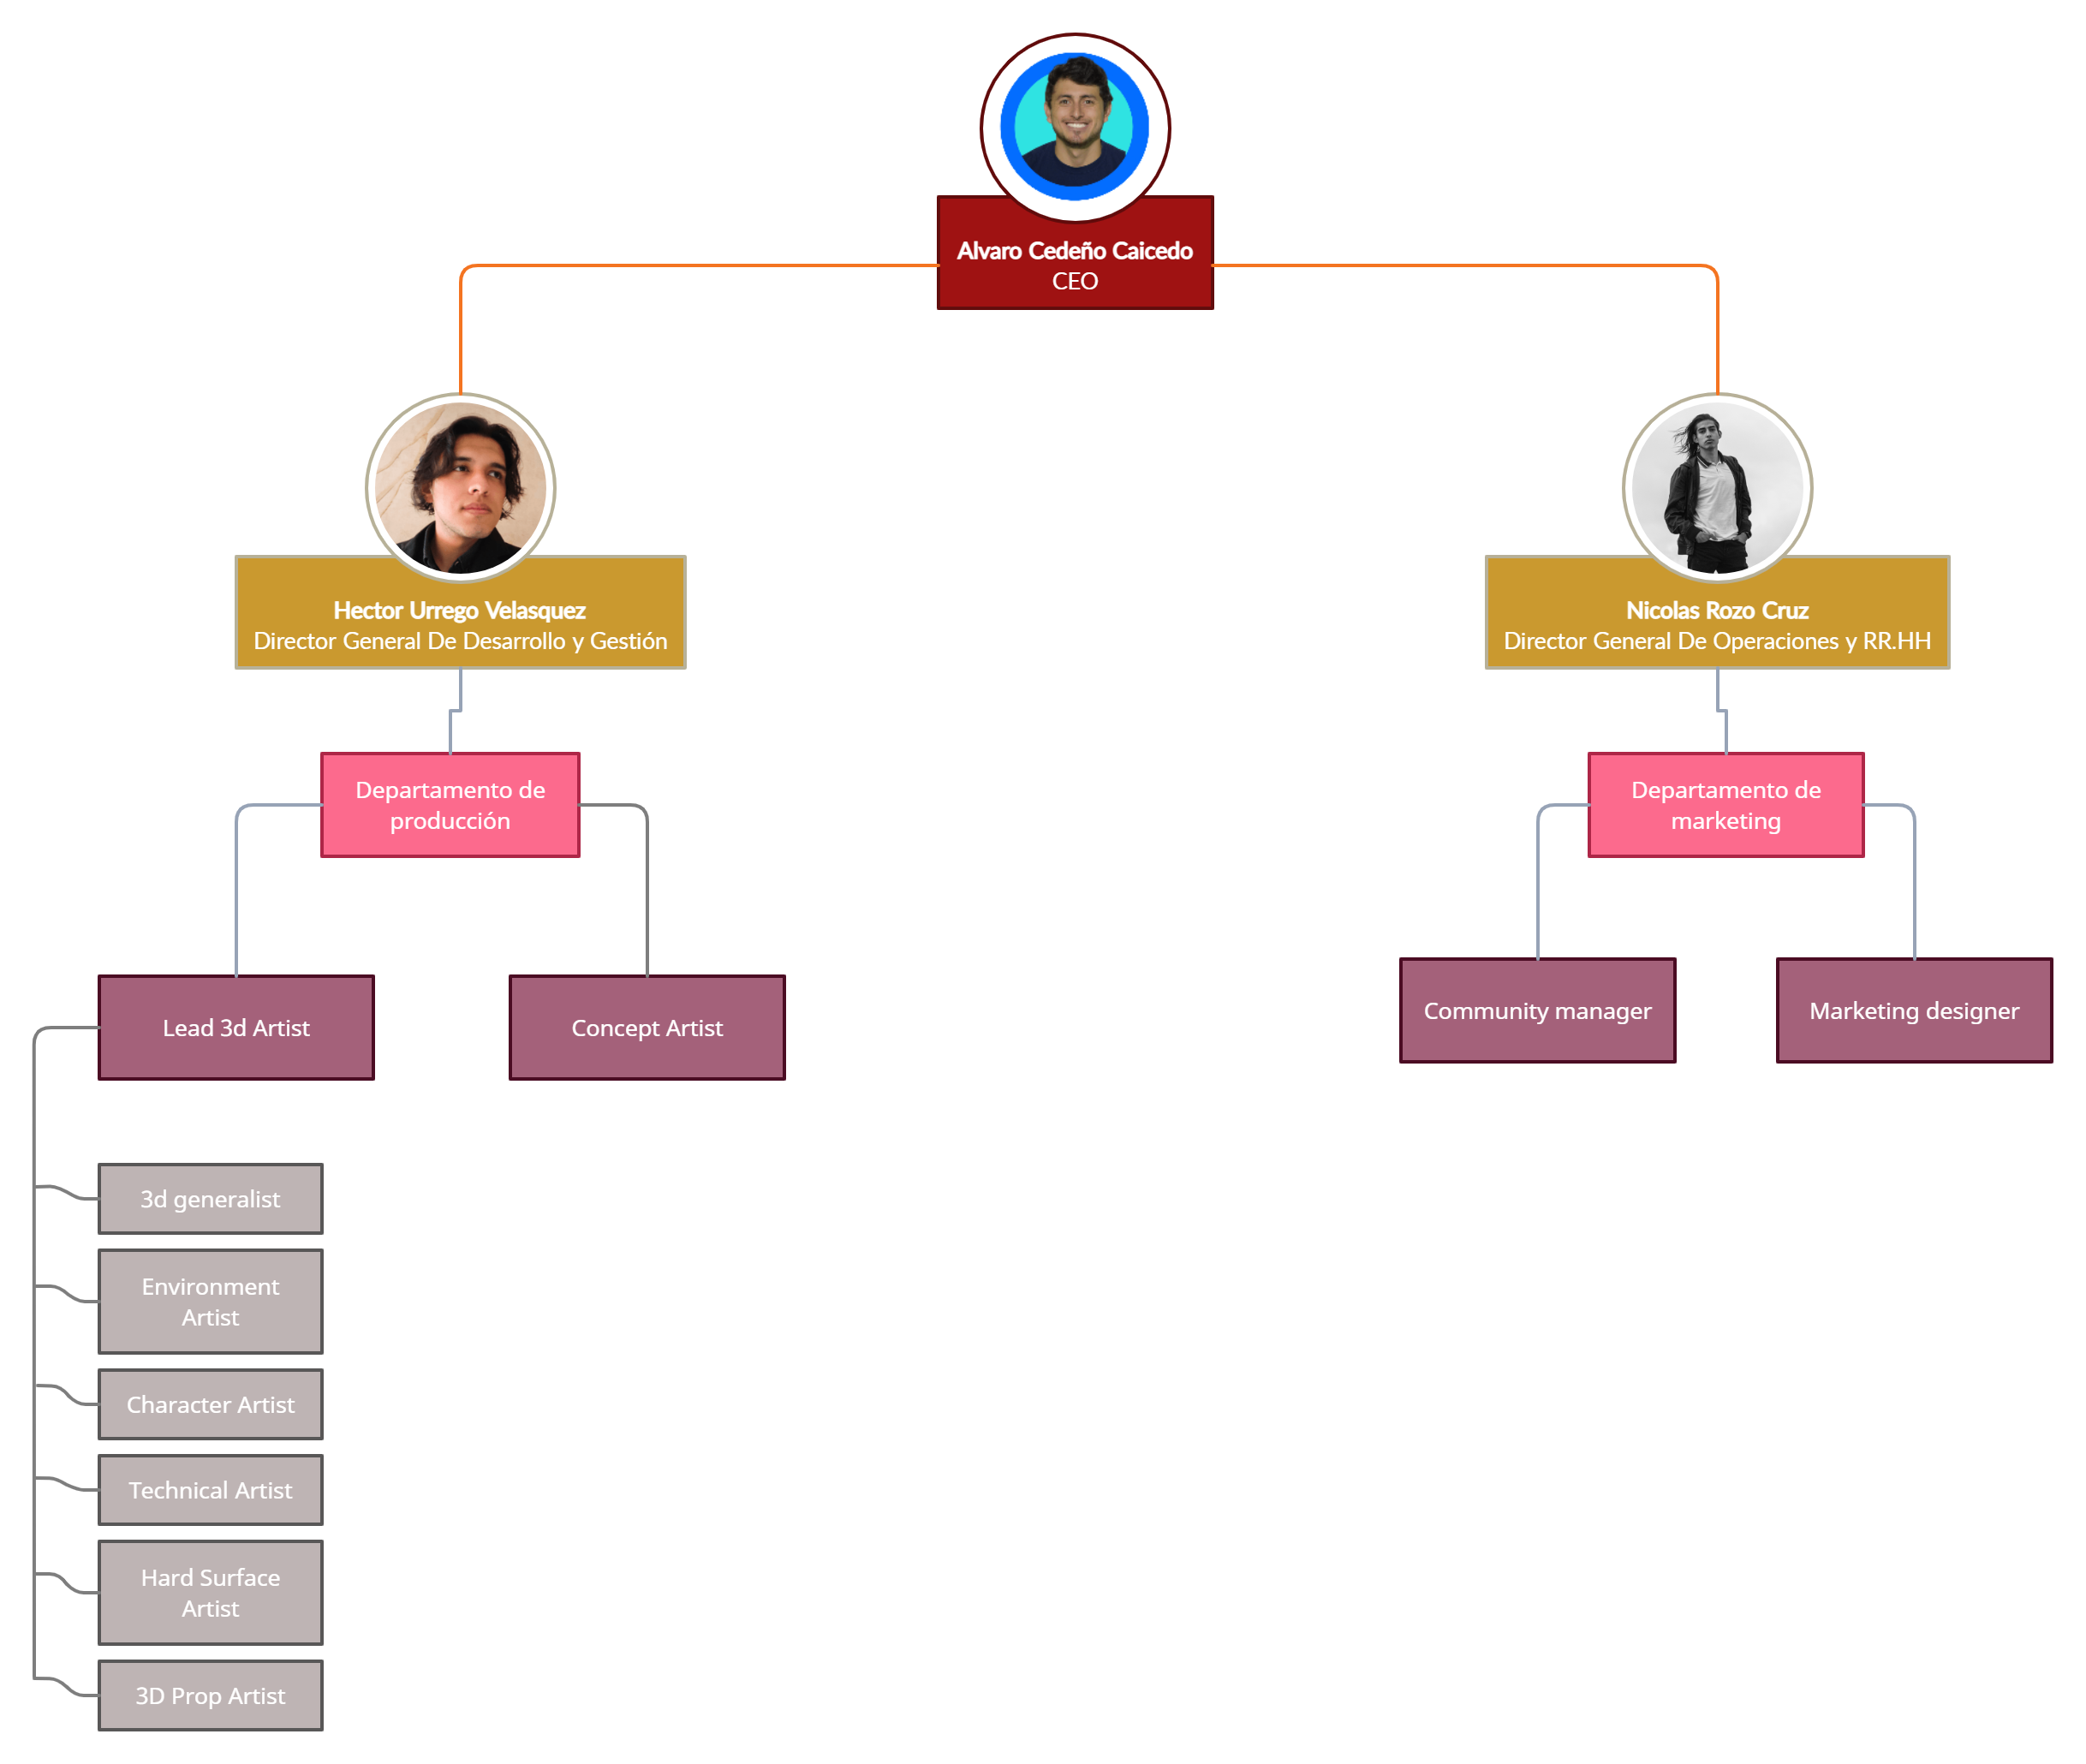 Alvaro Cedeño Caicedo
CEO
Hector Urrego Velasquez
Director General De Desarrollo y Gestión
Nicolas Rozo Cruz
Director General De Operaciones y RR.HH
Departamento de
producción
Departamento de
marketing
Lead 3d Artist
Concept Artist
Community manager
Marketing designer
3d generalist
Environment
Artist
Character Artist
Technical Artist
Hard Surface
Artist
3D Prop Artist